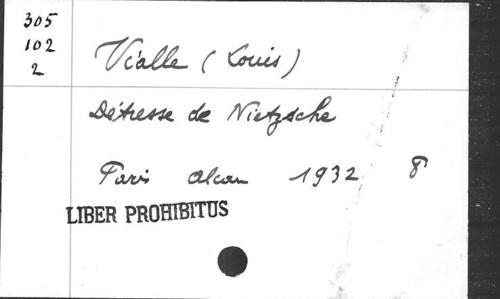 305
102
2
Vialle (Louis)
Détresse de Nietzsche
Paris Alcan 1932 8
LIBER PROHIBITUS